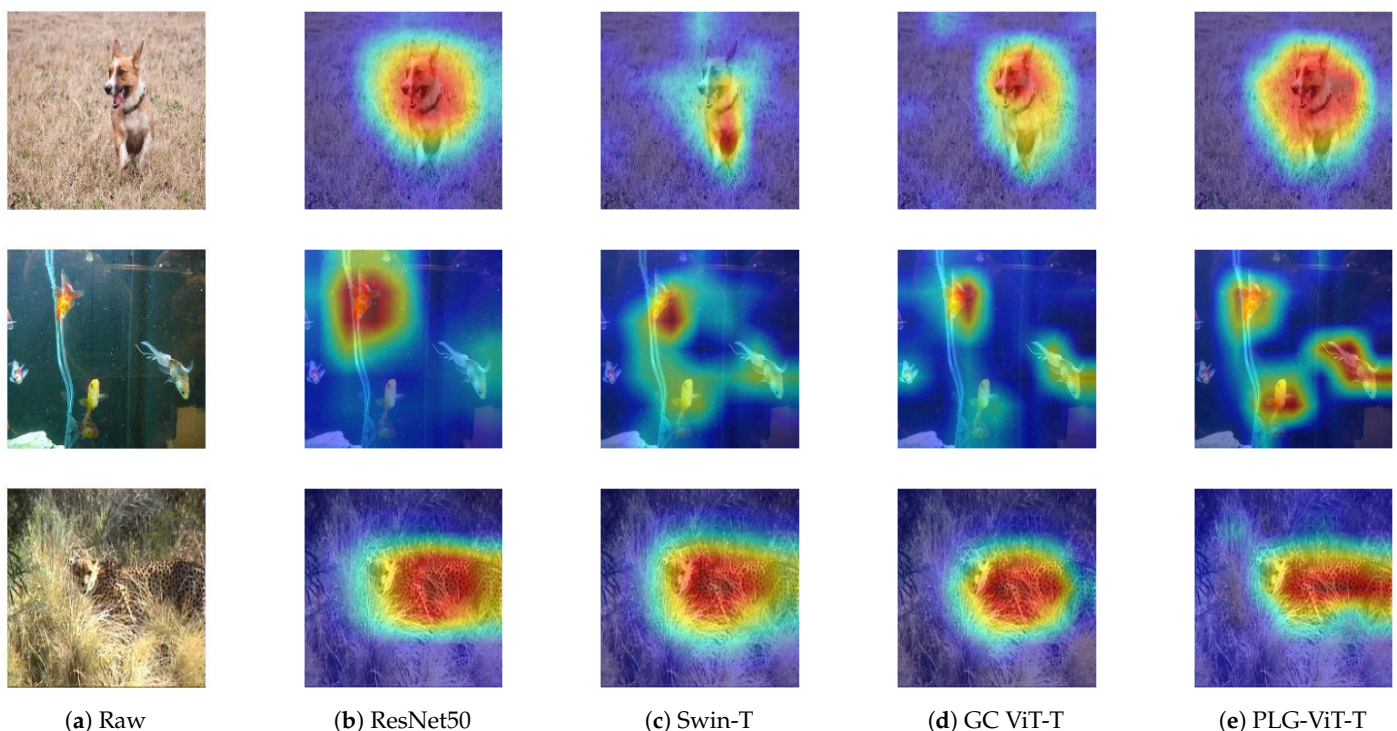 (a) Raw
(b) ResNet50
(c) Swin-T
(d) GC ViT-T
(e) PLG-ViT-T